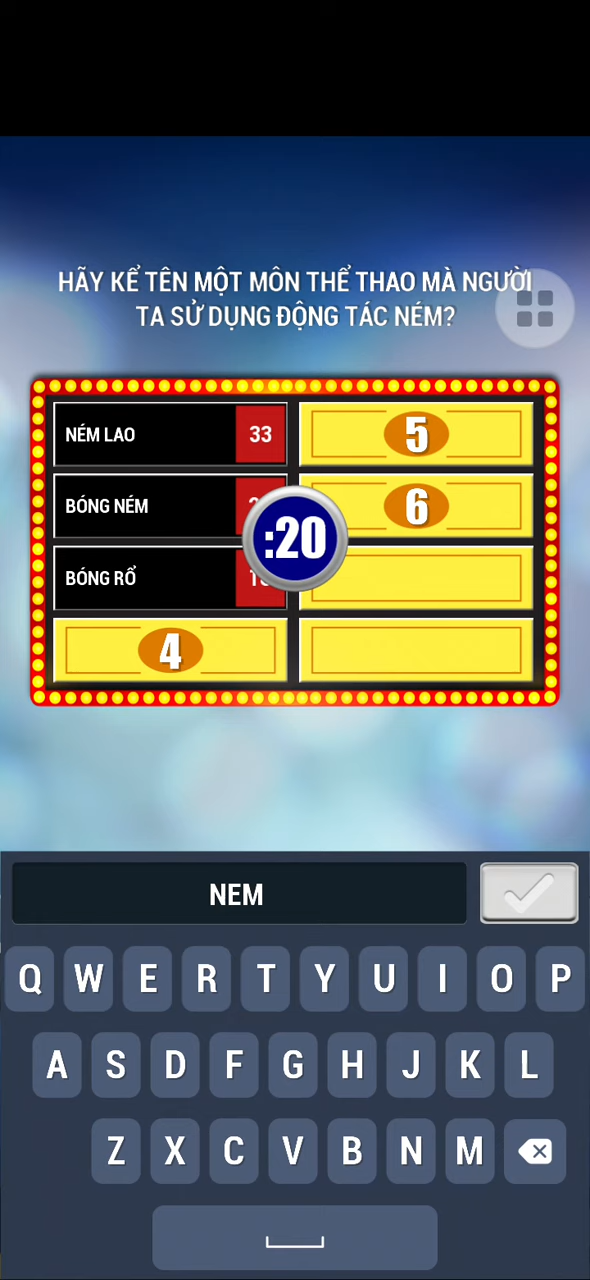 HÃY KỂ TÊN MỘT MÔN THỂ THAO MÀ NGƯỜI
TA SỬ DỤNG ĐỘNG TÁC NÉM?
NÉM LAO 33
5
BÓNG NÉM
6
:20
BÓNG RỔ
4
NEM
Q W E R T Y U I O P
A S D F G H J K L
Z X C V B N M